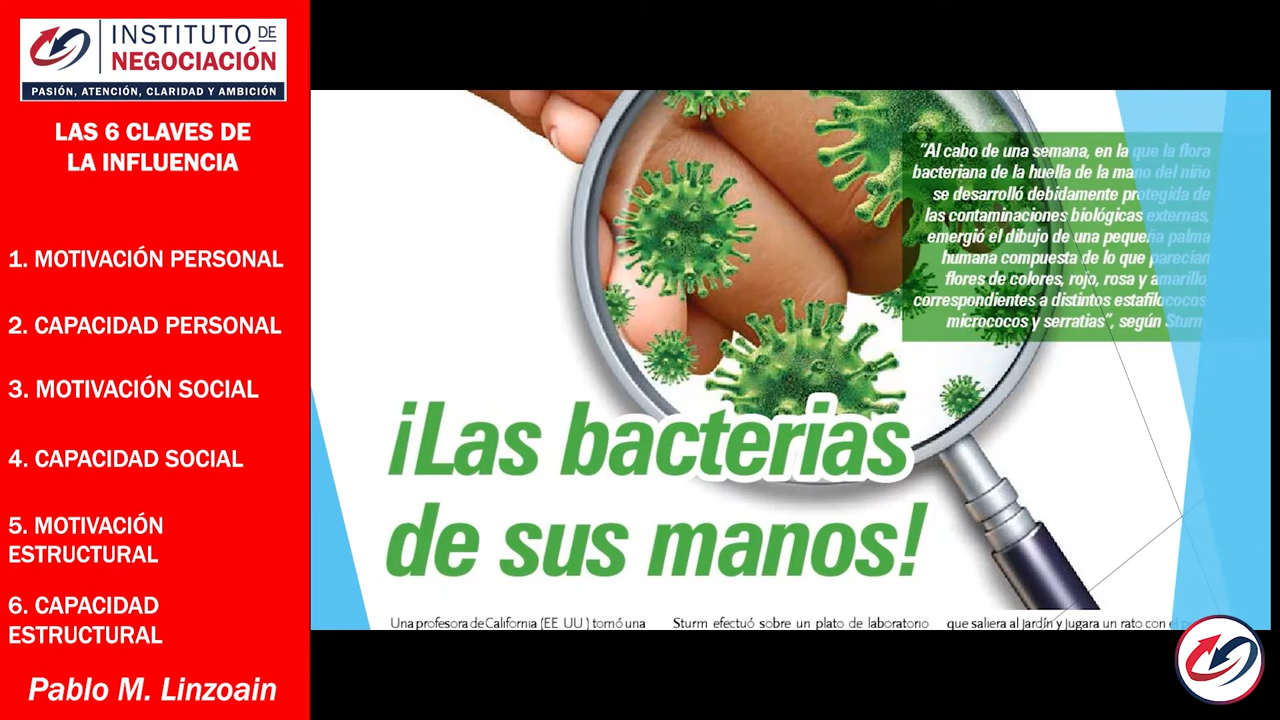 INSTITUTO DE
NEGOCIACIÓN
PASIÓN, ATENCIÓN, CLARIDAD Y AMBICIÓN
LAS 6 CLAVES DE
LA INFLUENCIA
1. MOTIVACIÓN PERSONAL
2. CAPACIDAD PERSONAL
3. MOTIVACIÓN SOCIAL
4. CAPACIDAD SOCIAL
5. MOTIVACIÓN
ESTRUCTURAL
6. CAPACIDAD
ESTRUCTURAL
Pablo M. Linzoain
"Al cabo de una semana, en la que la flora
bacteriana de la huella de la mano del niño
se desarrolló debidamente protegida de
las contaminaciones biológicas externas,
emergió el dibujo de una pequeña palma
humana compuesta de lo que parecían
flores de colores, rojo, rosa y amarillo,
correspondientes a distintos estafilococos,
micrococos y serratias", según Sturm
¡Las bacterias
de sus manos!
Una profesora de California (EE UU) tomó una
Sturm efectuó sobre un plato de laboratorio
que saliera al jardín y jugara un rato con el